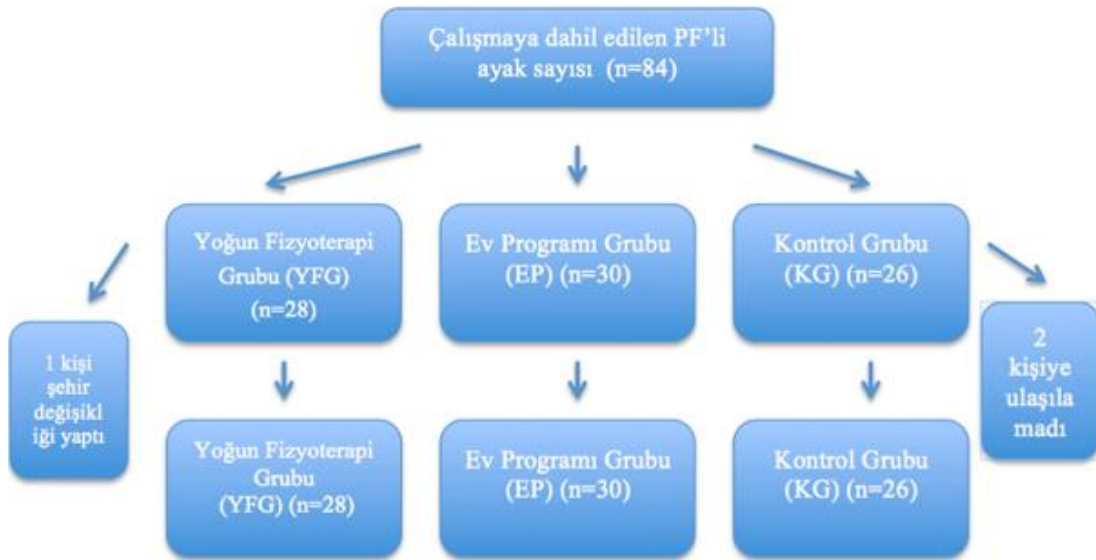 Çalışmaya dahil edilen PF’li
ayak sayısı (n=84)
Yoğun Fizyoterapi
Grubu (YFG)
(n=28)
Ev Programı Grubu
(EP) (n=30)
Kontrol Grubu
(KG) (n=26)
1 kişi
şehir
değişikl
iği yaptı
2
kişiye
ulaşıla
madı
Yoğun Fizyoterapi
Grubu
(YFG) (n=28)
Ev Programı Grubu
(EP) (n=30)
Kontrol Grubu
(KG) (n=26)